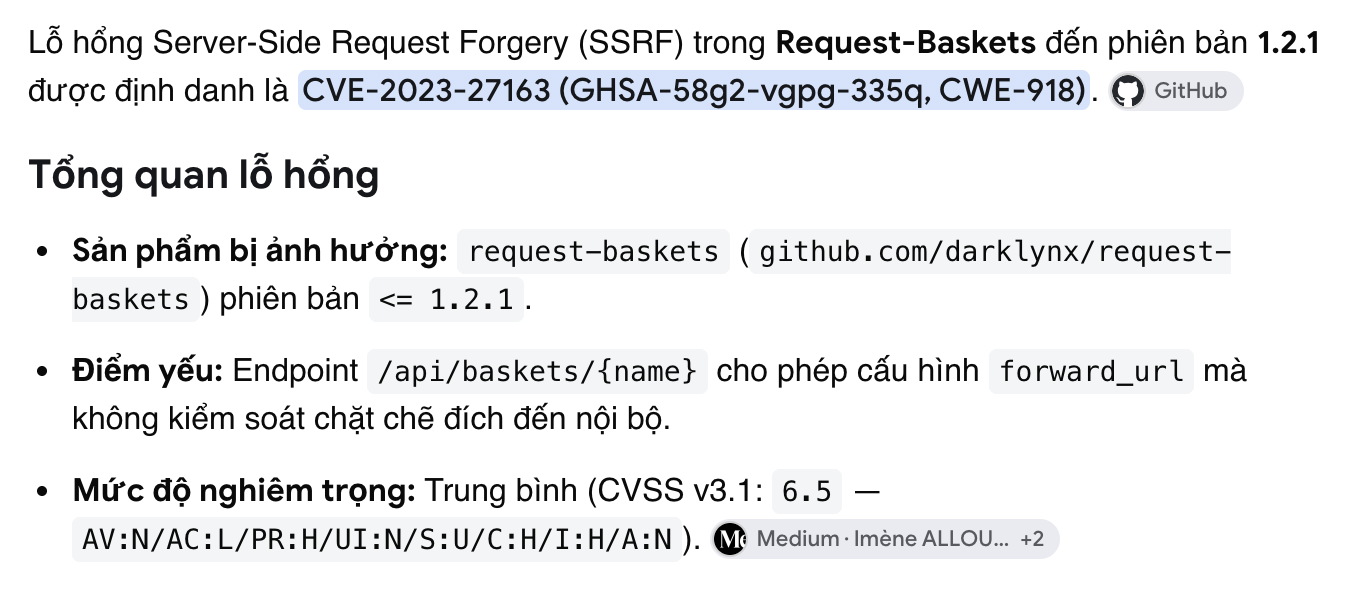 Lỗ hổng Server-Side Request Forgery (SSRF) trong Request-Baskets đến phiên bản 1.2.1
được định danh là CVE-2023-27163 (GHSA-58g2-vgpg-335q, CWE-918). GitHub
Tổng quan lỗ hổng
• Sản phẩm bị ảnh hưởng: request-baskets (github.com/darklynx/request-
baskets) phiên bản <= 1.2.1.
• Điểm yếu: Endpoint /api/baskets/{name} cho phép cấu hình forward_url mà
không kiểm soát chặt chẽ đích đến nội bộ.
• Mức độ nghiêm trọng: Trung bình (CVSS v3.1: 6.5 —
AV:N/AC:L/PR:H/UI:N/S:U/C:H/I:H/A:N). Medium · Imène ALLOU... +2